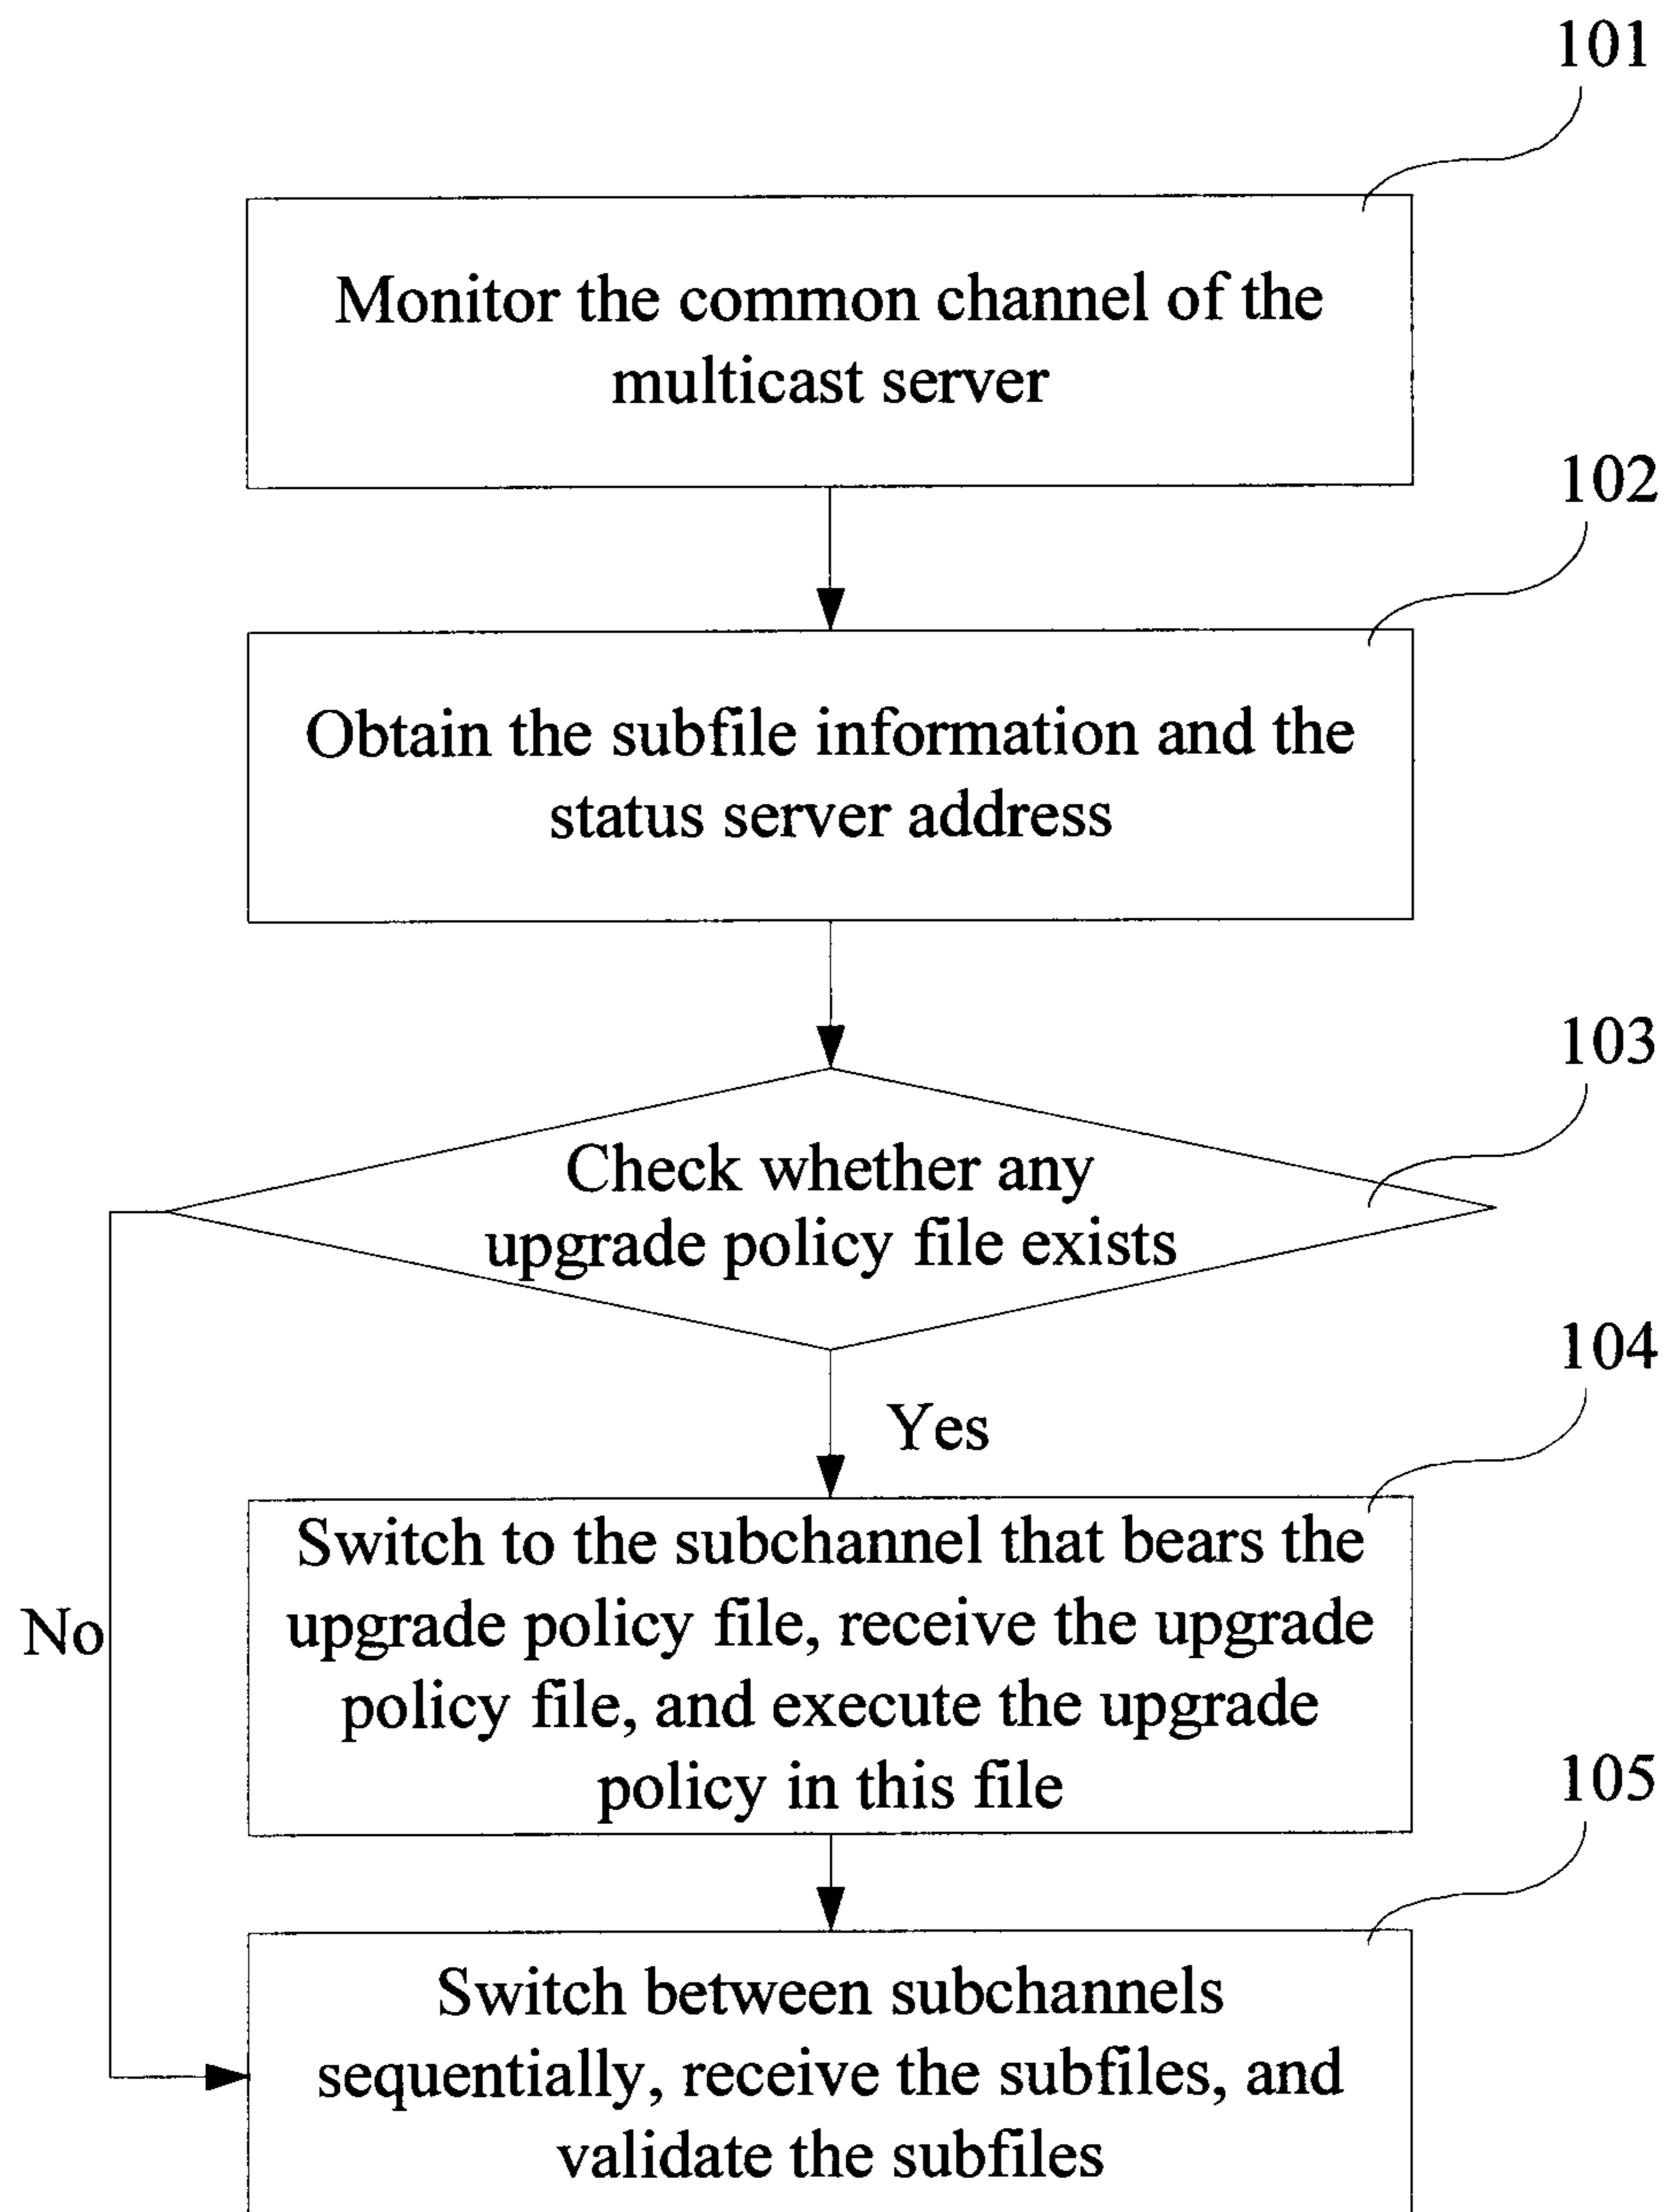 101
Monitor the common channel of the
multicast server
102
Obtain the subfile information and the
status server address
103
Check whether any
upgrade policy file exists
104
Yes
Switch to the subchannel that bears the
upgrade policy file, receive the upgrade
policy file, and execute the upgrade
policy in this file
No
105
Switch between subchannels
sequentially, receive the subfiles, and
validate the subfiles